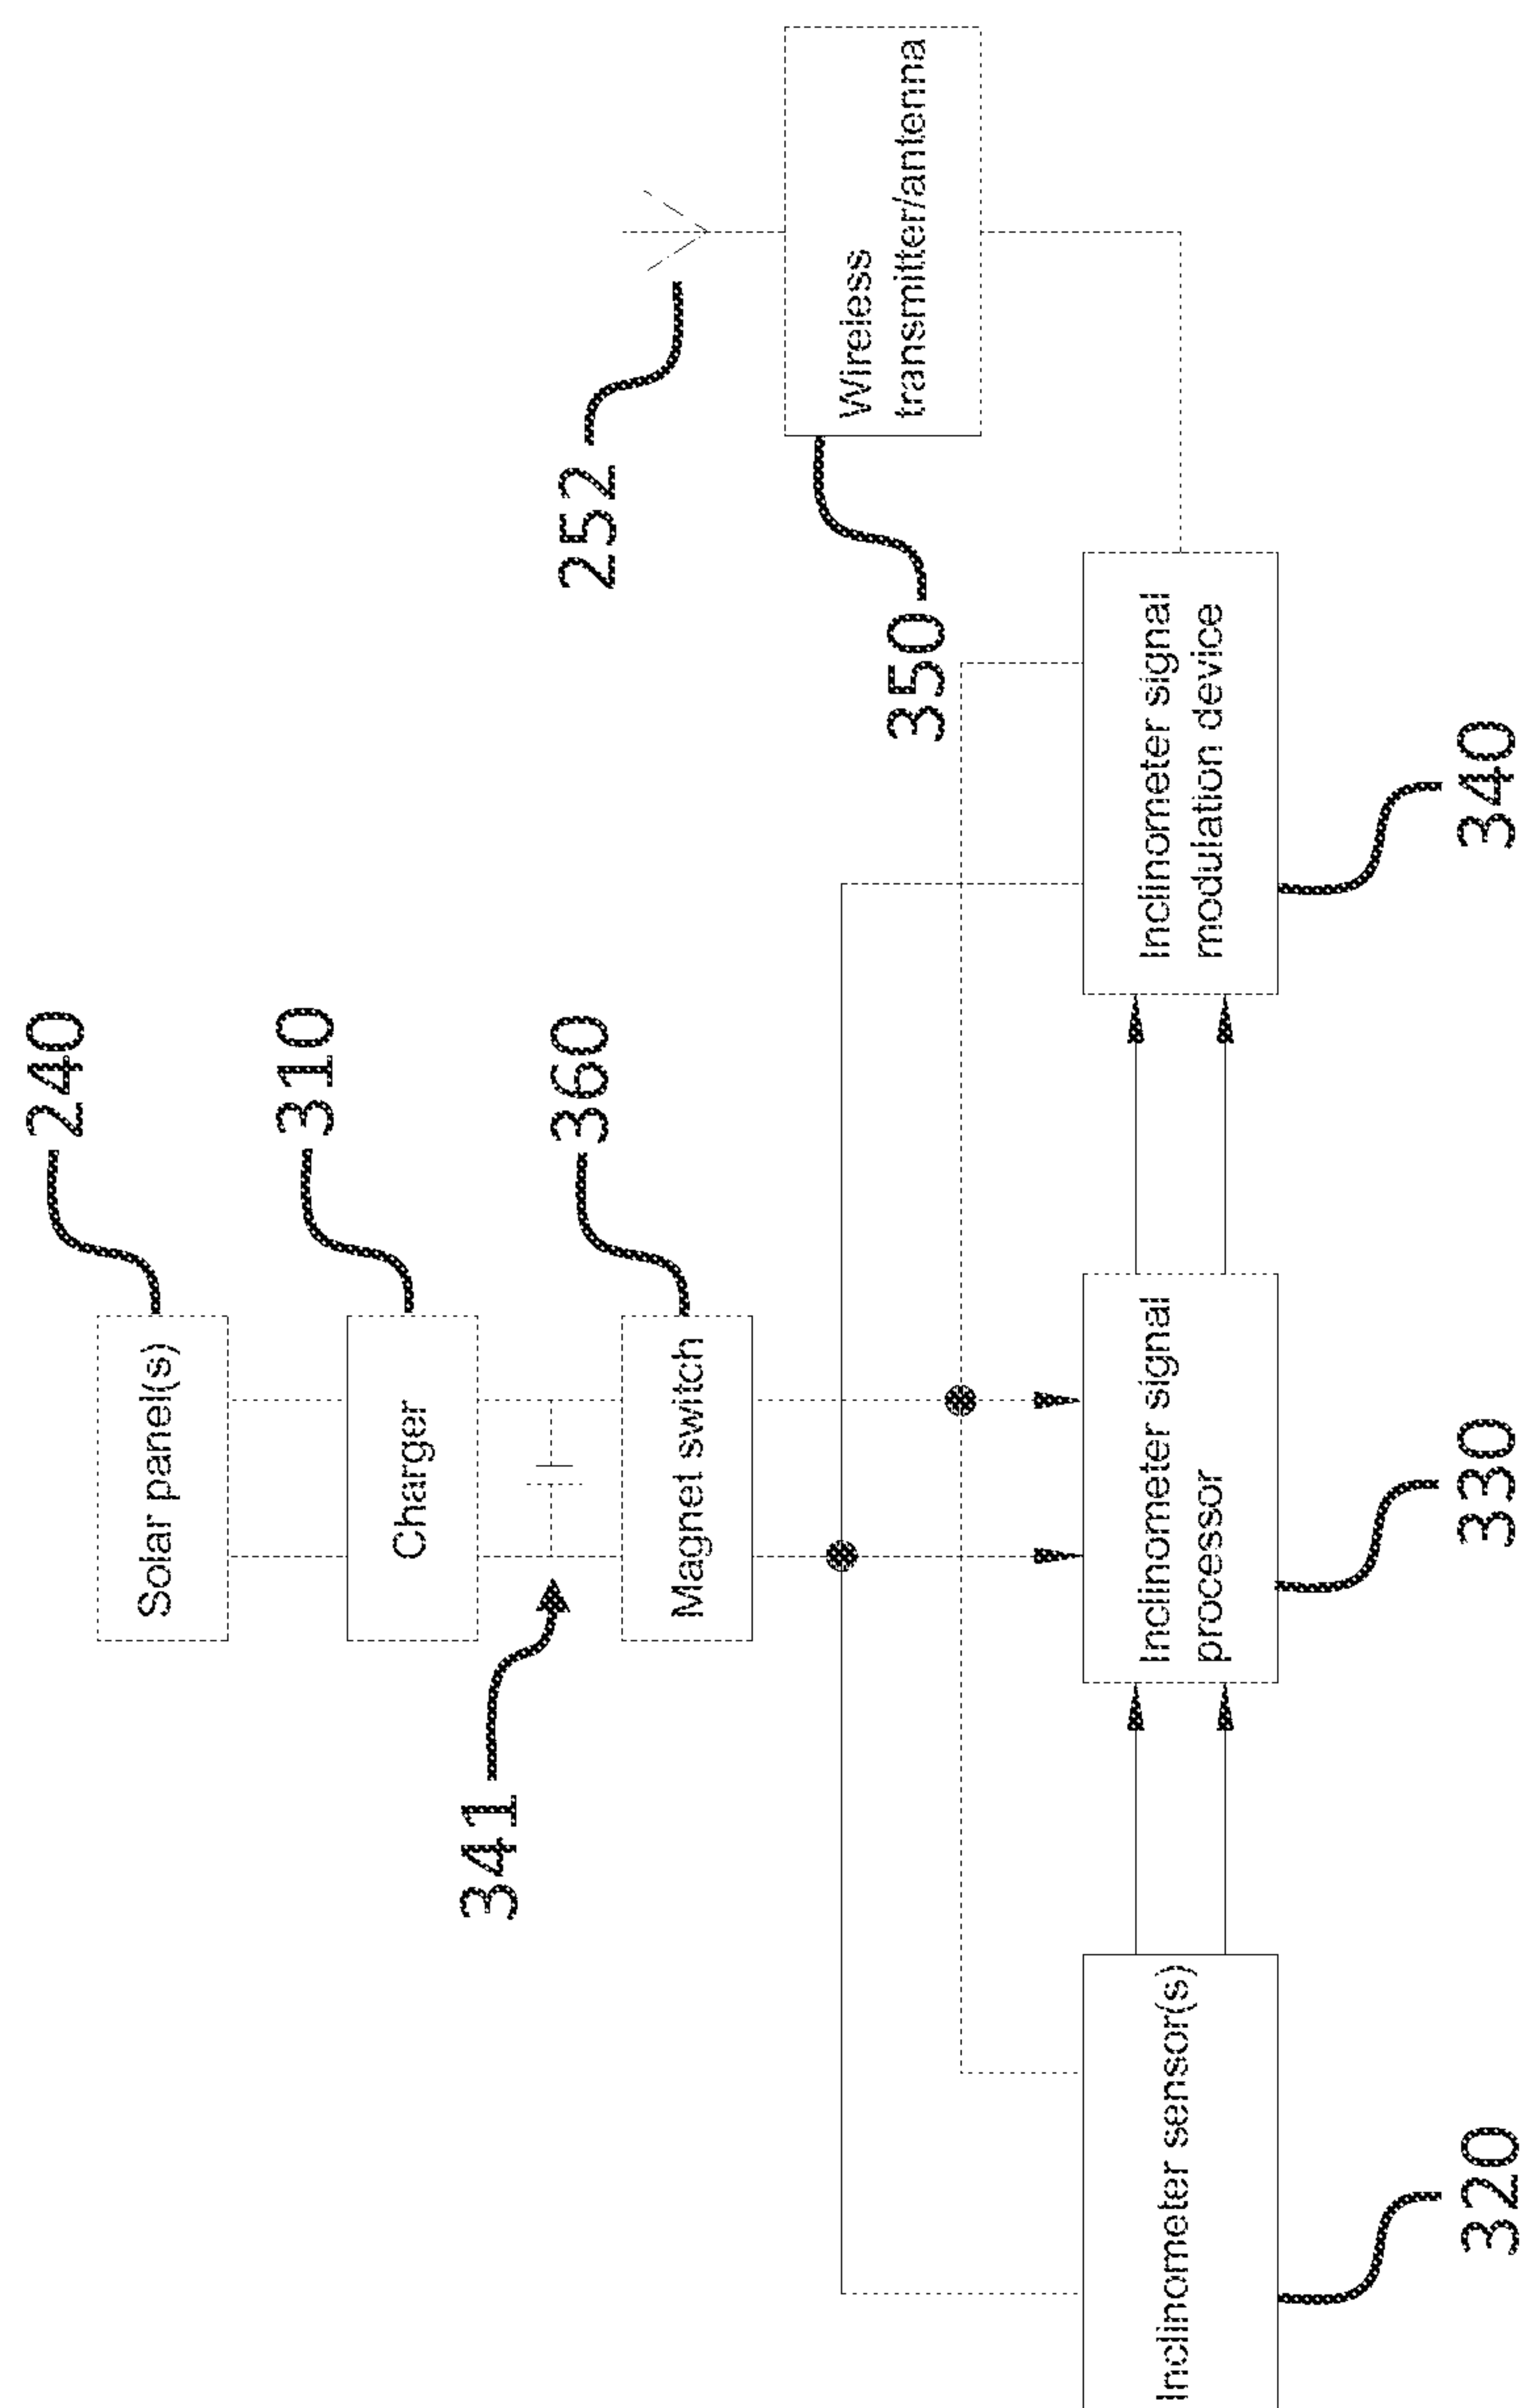 240
Solar panel(s)
310
Charger
341
360
Magnet switch
252
Wireless
transmitter/antenna
350
Inclinometer sensor(s)
320
Inclinometer signal
processor
330
Inclinometer signal
modulation device
340